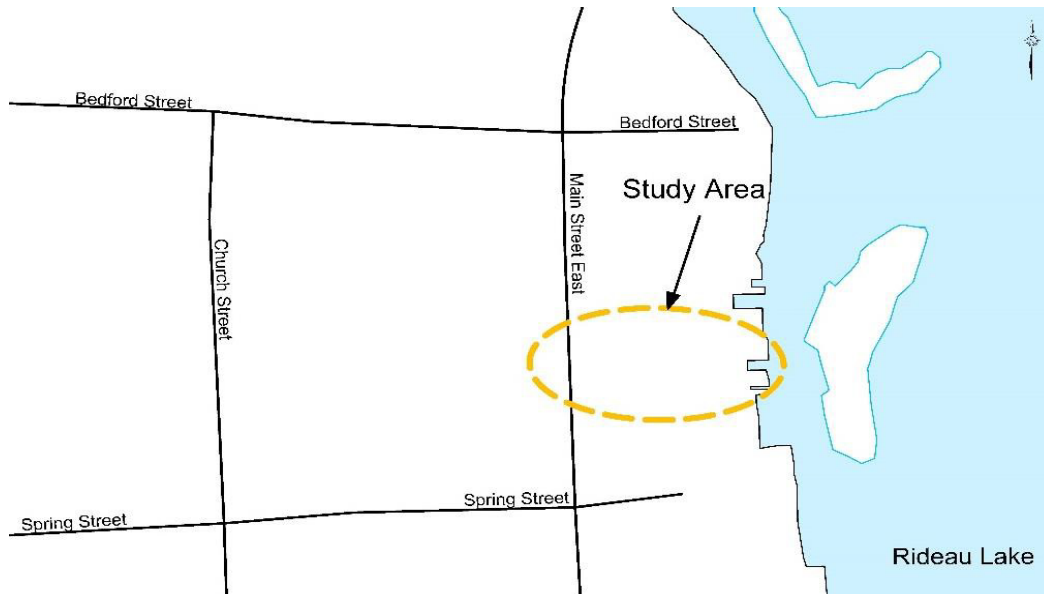 Bedford Street
Bedford Street
Study Area
Main Street East
Church Street
Spring Street
Spring Street
Rideau Lake